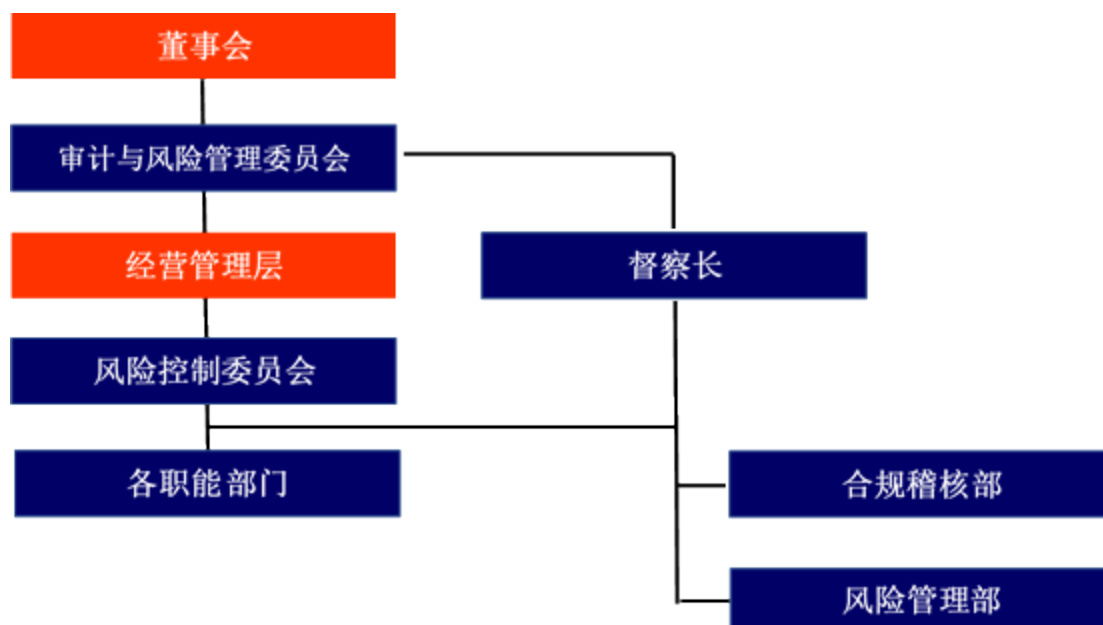 董事会
审计与风险管理委员会
经营管理层
督察长
风险控制委员会
各职能部门
合规稽核部
风险管理部